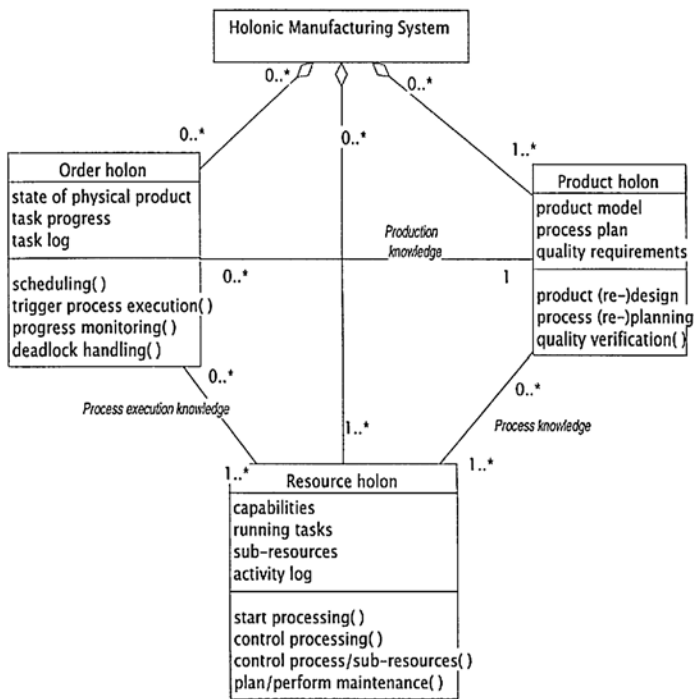 Holonic Manufacturing System
0..*
0..*
0..*
0..*
1..*
Order holon
state of physical product
task progress
task log
scheduling()
trigger process execution()
progress monitoring()
deadlock handling()
Product holon
product model
process plan
quality requirements
product (re-)design
process (re-)planning
quality verification()
Production
knowledge
0..*
1
0..*
Process execution knowledge
1..*
1..*
0..*
Process knowledge
1..*
Resource holon
capabilities
running tasks
sub-resources
activity log
start processing()
control processing()
control process/sub-resources()
plan/perform maintenance()